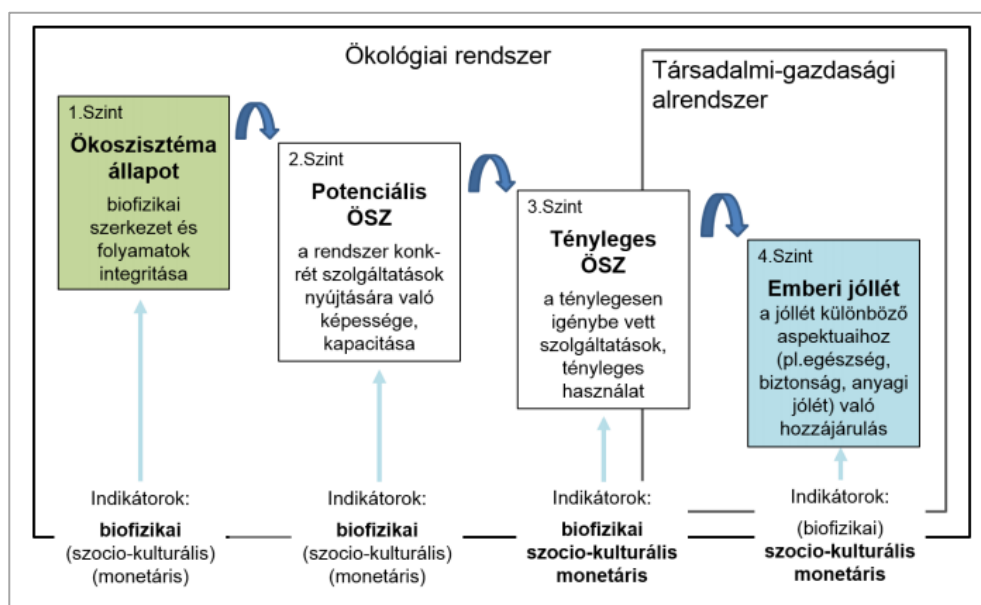 Ökológiai rendszer
Társadalmi-gazdasági
alrendszer
1.Szint
Ökoszisztéma
állapot
biofizikai
szerkezet és
folyamatok
integritása
2.Szint
Potenciális
ÖSZ
a rendszer konk-
rét szolgáltatások
nyújtására való
képessége,
kapacitása
3.Szint
Tényleges
ÖSZ
a ténylegesen
igénybe vett
szolgáltatások,
tényleges
használat
4.Szint
Emberi jóllét
a jóllét különböző
aspektuaihoz
(pl.egészség,
biztonság, anyagi
jólét) való
hozzájárulás
Indikátorok:
biofizikai
(szocio-kulturális)
(monetáris)
Indikátorok:
biofizikai
(szocio-kulturális)
(monetáris)
Indikátorok:
biofizikai
szocio-kulturális
monetáris
Indikátorok:
(biofizikai)
szocio-kulturális
monetáris